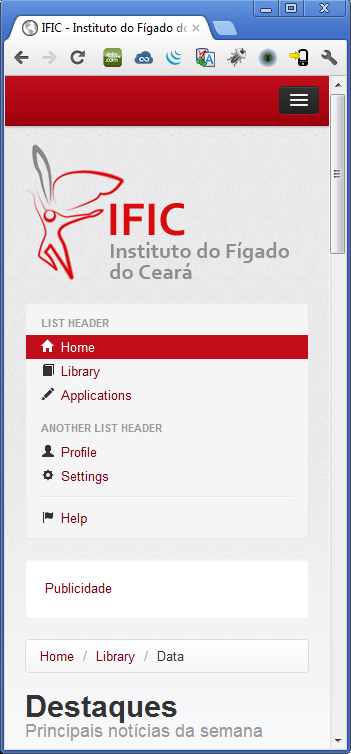 IFIC - Instituto do Fígado do
IFIC
Instituto do Fígado
do Ceará
LIST HEADER
Home
Library
Applications
ANOTHER LIST HEADER
Profile
Settings
Help
Publicidade
Home / Library / Data
Destaques
Principais notícias da semana